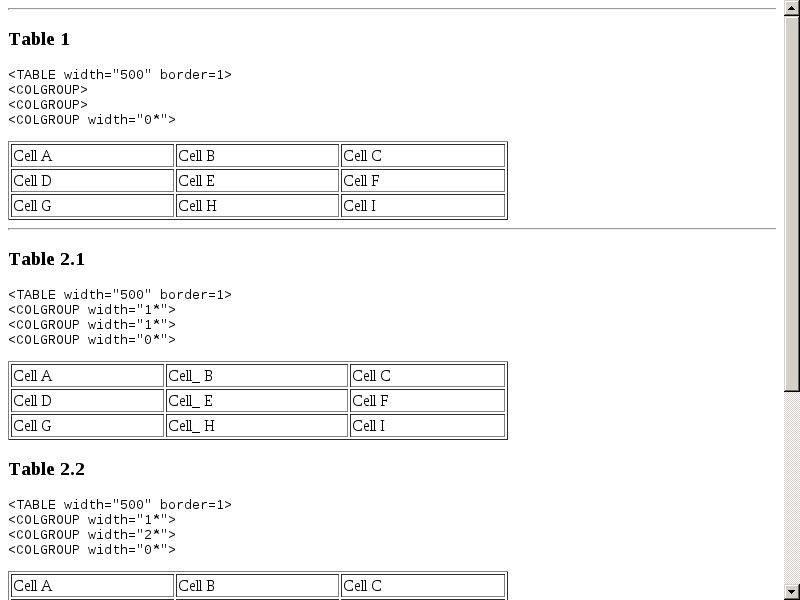 Table 1
<TABLE width="500" border=1>
<COLGROUP>
<COLGROUP>
<COLGROUP width="0*">
Cell A Cell B Cell C
Cell D Cell E Cell F
Cell G Cell H Cell I
Table 2.1
<TABLE width="500" border=1>
<COLGROUP width="1*">
<COLGROUP width="1*">
<COLGROUP width="0*">
Cell A Cell_ B Cell C
Cell D Cell_ E Cell F
Cell G Cell_ H Cell I
Table 2.2
<TABLE width="500" border=1>
<COLGROUP width="1*">
<COLGROUP width="2*">
<COLGROUP width="0*">
Cell A Cell B Cell C